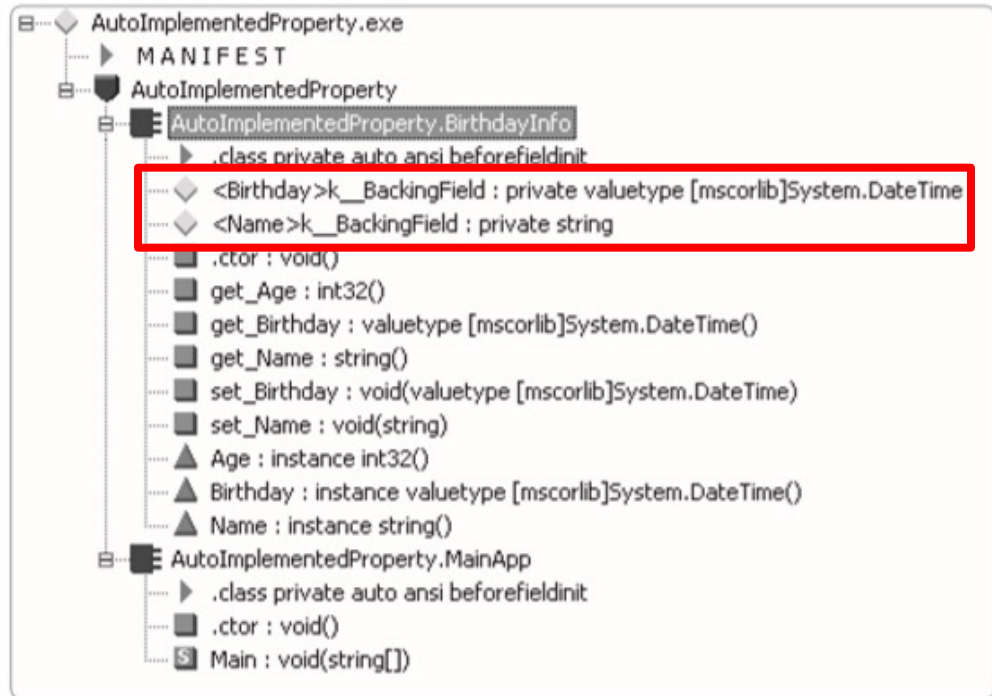 AutoImplementedProperty.exe
MANIFEST
AutoImplementedProperty
AutoImplementedProperty.BirthdayInfo
.class private auto ansi beforefieldinit
<Birthday>k__BackingField : private valuetype [mscorlib]System.DateTime
<Name>k__BackingField : private string
.ctor : void()
get_Age : int32()
get_Birthday : valuetype [mscorlib]System.DateTime()
get_Name : string()
set_Birthday : void(valuetype [mscorlib]System.DateTime)
set_Name : void(string)
Age : instance int32()
Birthday : instance valuetype [mscorlib]System.DateTime()
Name : instance string()
AutoImplementedProperty.MainApp
.class private auto ansi beforefieldinit
.ctor : void()
S Main : void(string[])